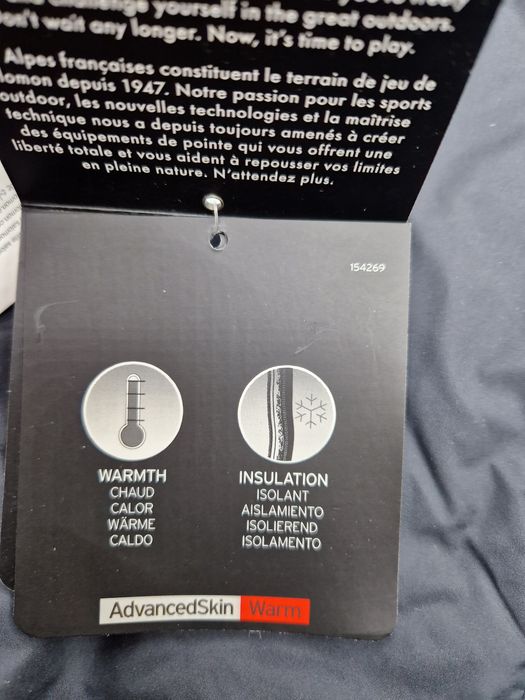 challenge yourself in the great outdoors.
Don't wait any longer. Now, it's time to play.
Alpes françaises constituent le terrain de jeu de
lomon depuis 1947. Notre passion pour les sports
outdoor, les nouvelles technologies et la maîtrise
technique nous a depuis toujours amenés à créer
des équipements de pointe qui vous offrent une
liberté totale et vous aident à repousser vos limites
en pleine nature. N'attendez plus.
154269
WARMTH
CHAUD
CALOR
WÄRME
CALDO
INSULATION
ISOLANT
AISLAMIENTO
ISOLIEREND
ISOLAMENTO
AdvancedSkin Warm